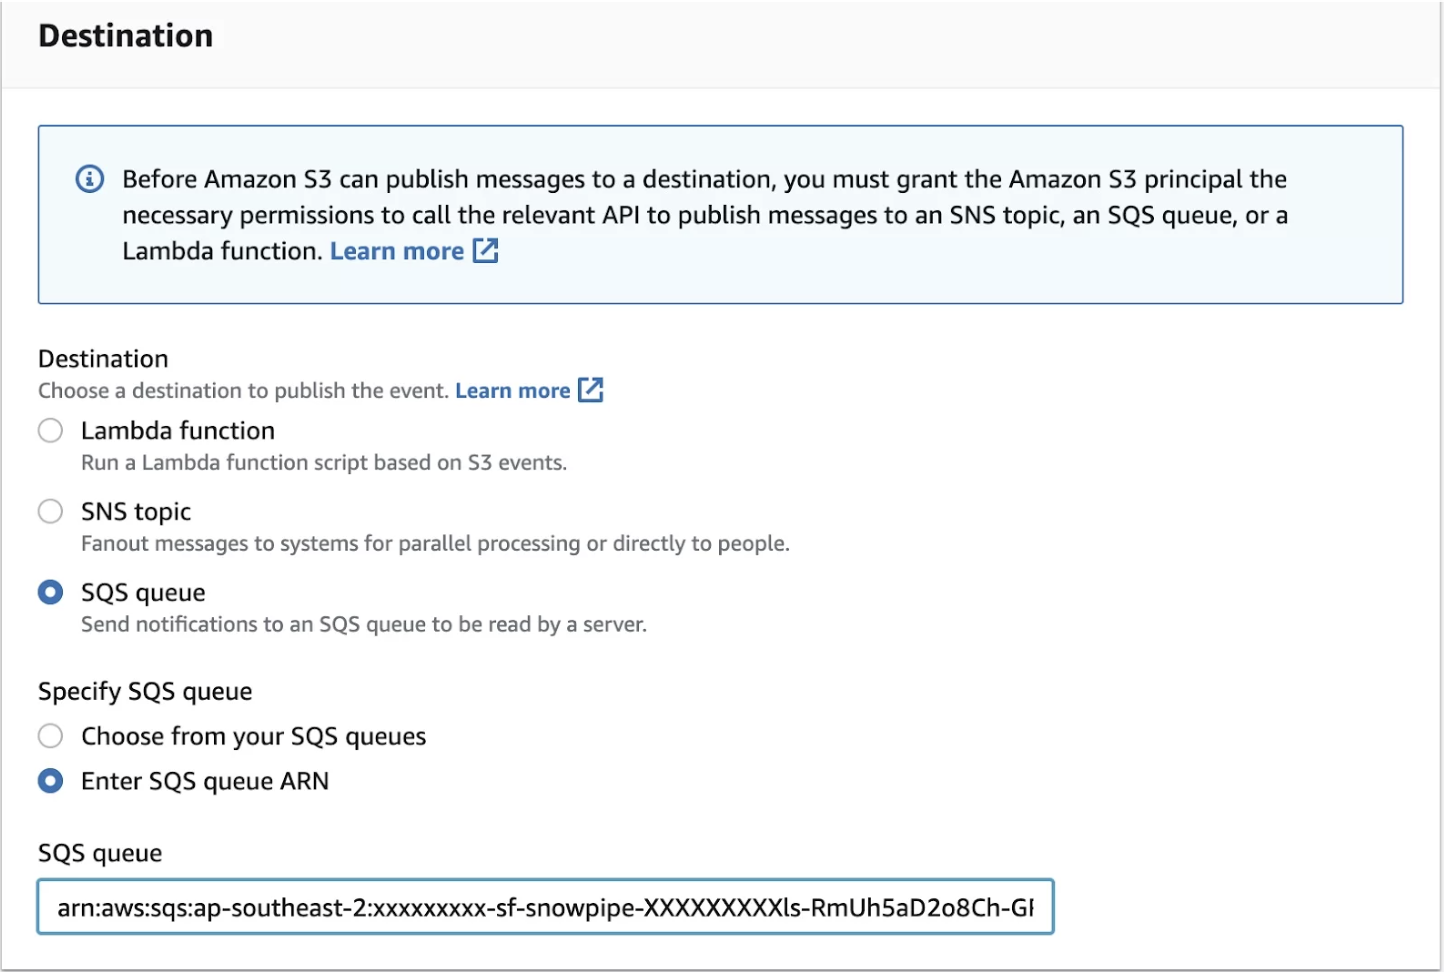 Destination
Before Amazon S3 can publish messages to a destination, you must grant the Amazon S3 principal the
necessary permissions to call the relevant API to publish messages to an SNS topic, an SQS queue, or a
Lambda function. Learn more
Destination
Choose a destination to publish the event. Learn more
Lambda function
Run a Lambda function script based on S3 events.
SNS topic
Fanout messages to systems for parallel processing or directly to people.
SQS queue
Send notifications to an SQS queue to be read by a server.
Specify SQS queue
Choose from your SQS queues
Enter SQS queue ARN
SQS queue
arn:aws:sqs:ap-southeast-2:xxxxxxxxx-sf-snowpipe-XXXXXXXXXls-RmUh5aD2o8Ch-G